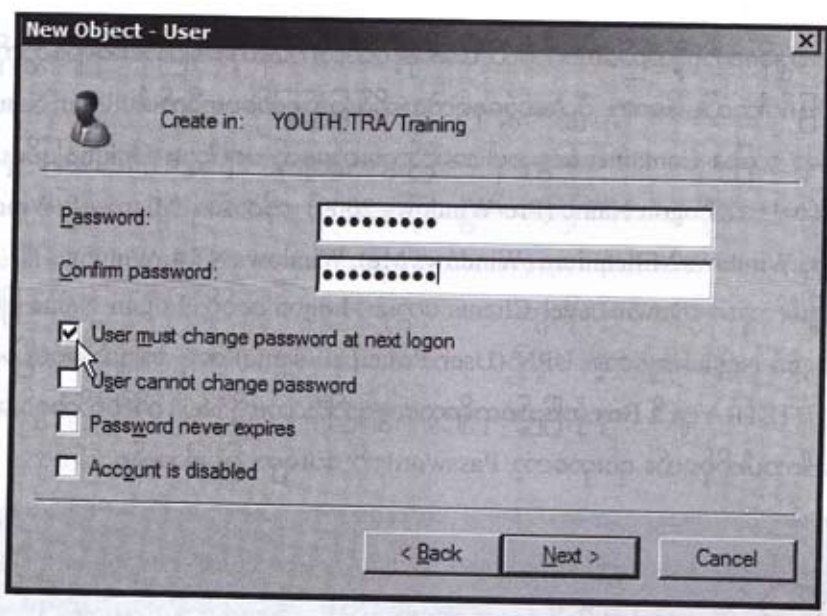 New Object - User
Create in: YOUTH.TRA/Training
Password: •••••••••
Confirm password: •••••••••
User must change password at next logon
User cannot change password
Password never expires
Account is disabled
< Back Next > Cancel